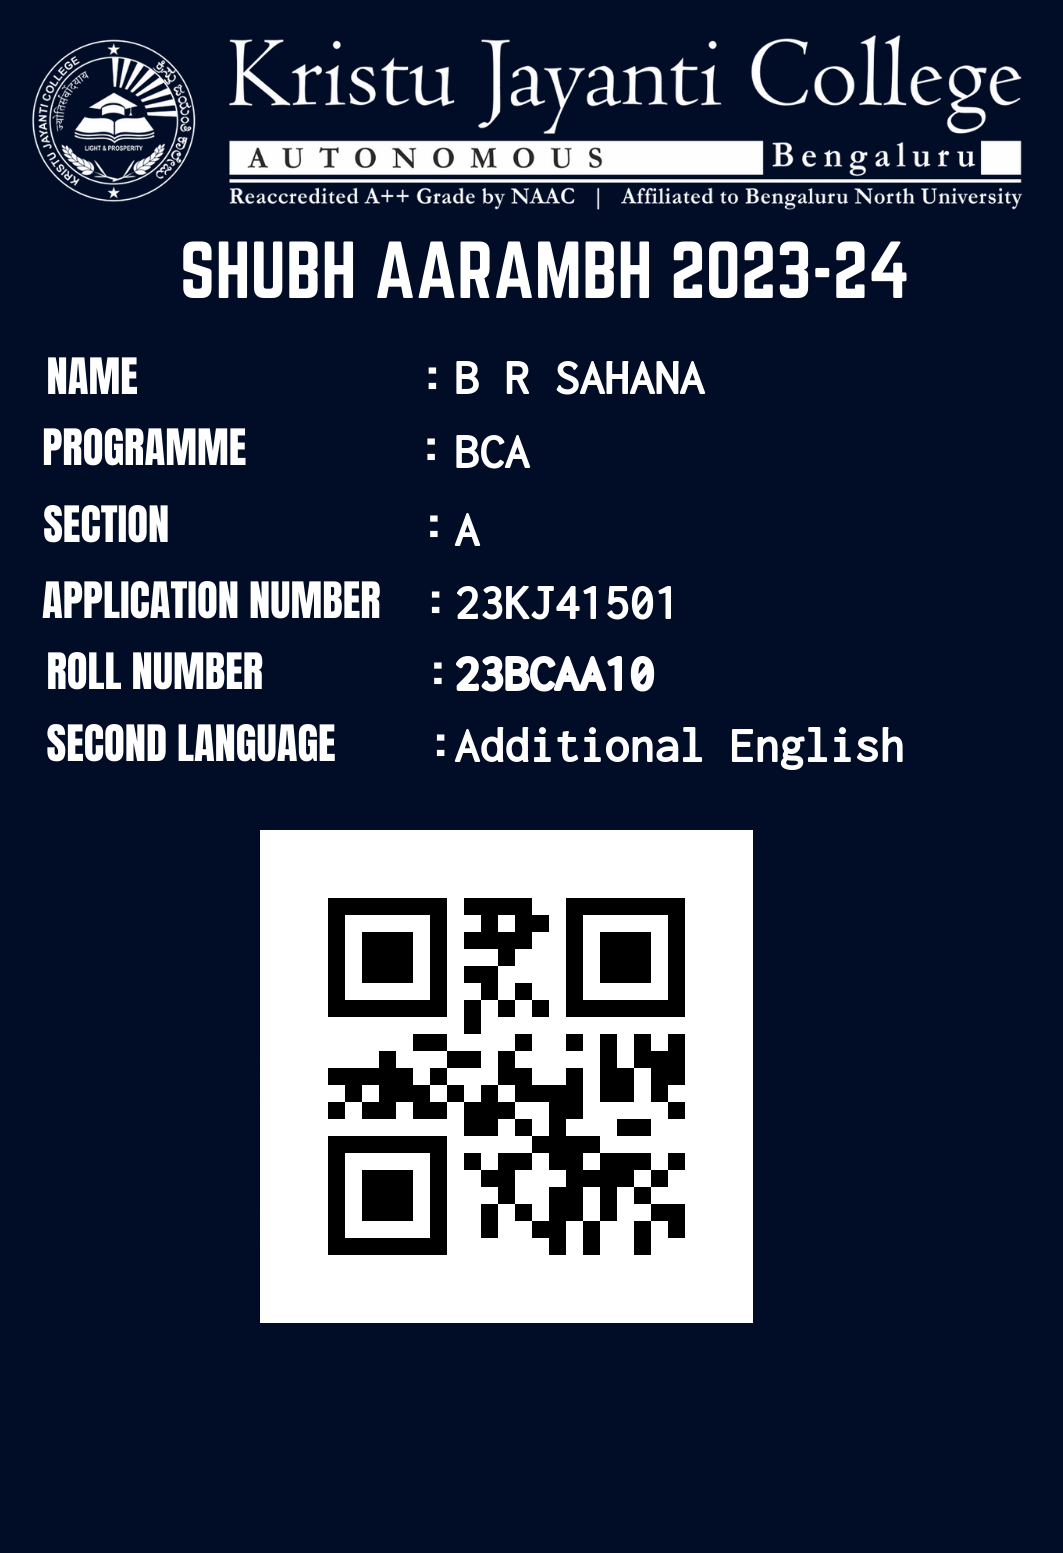 Kristu Jayanti College
AUTONOMOUS Bengaluru
Reaccredited A++ Grade by NAAC | Affiliated to Bengaluru North University
KRISTU JAYANTI COLLEGE
ಕ್ರಿಸ್ತು ಜಯಂತಿ ಕಾಲೇಜು
LIGHT & PROSPERITY
SHUBH AARAMBH 2023-24
NAME : B R SAHANA
PROGRAMME : BCA
SECTION : A
APPLICATION NUMBER : 23KJ41501
ROLL NUMBER : 23BCAA10
SECOND LANGUAGE : Additional English